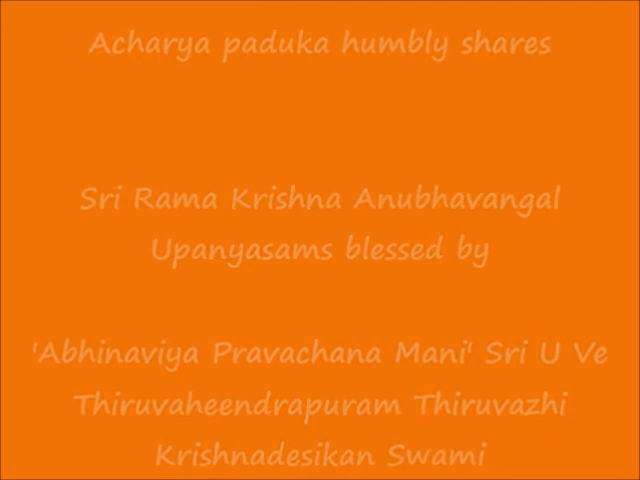 Acharya paduka humbly shares
Sri Rama Krishna Anubhavangal
Upanyasams blessed by
'Abhinaviya Pravachana Mani' Sri U Ve
Thiruvaheendrapuram Thiruvazhi
Krishnadesikan Swami